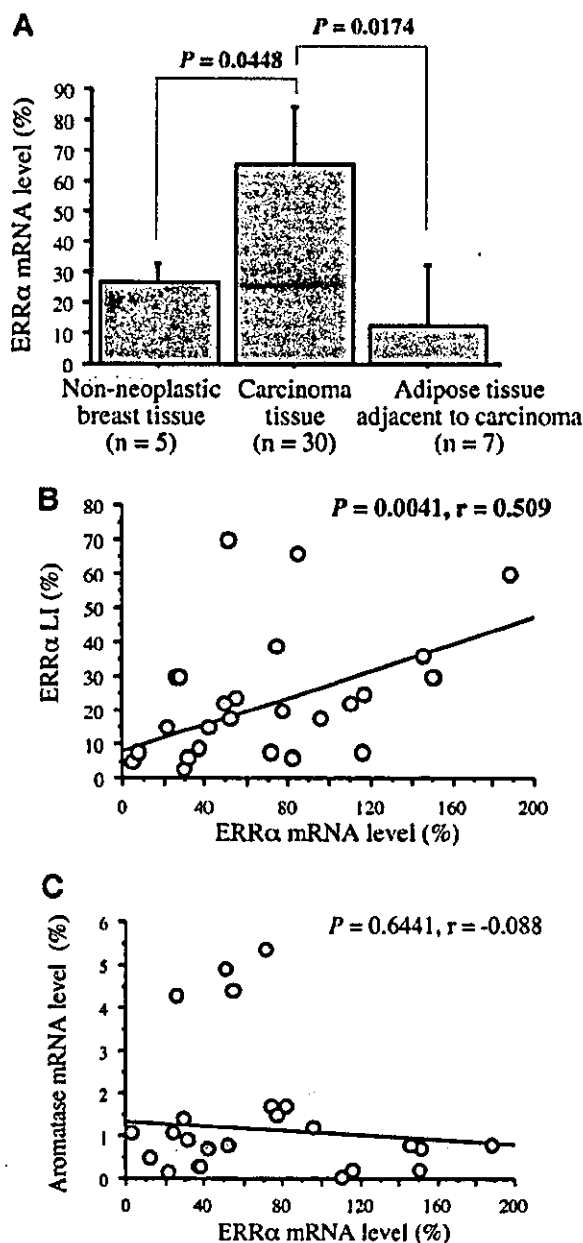 A
P = 0.0174
P = 0.0448
ERRα mRNA level (%)
90
80
70
60
50
40
30
20
10
0
Non-neoplastic
breast tissue
(n = 5)
Carcinoma
tissue
(n = 30)
Adipose tissue
adjacent to carcinoma
(n = 7)
B
P = 0.0041, r = 0.509
ERRα LI (%)
80
70
60
50
40
30
20
10
0
0 40 80 120 160 200
ERRα mRNA level (%)
C
P = 0.6441, r = -0.088
Aromatase mRNA level (%)
6
5
4
3
2
1
0
0 40 80 120 160 200
ERRα mRNA level (%)